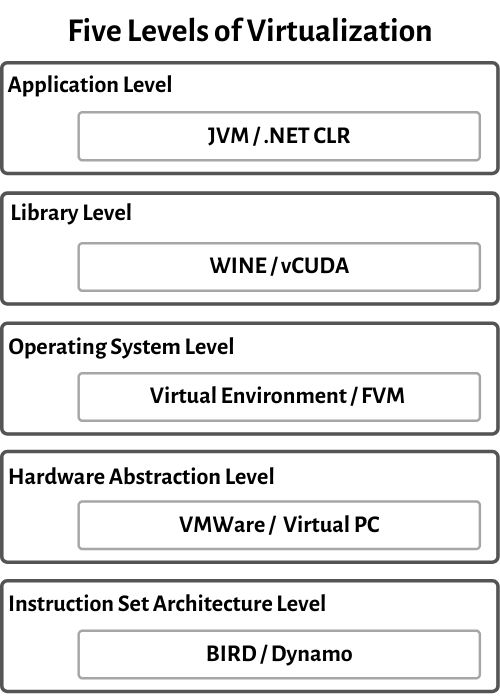 Five Levels of Virtualization
Application Level
JVM / .NET CLR
Library Level
WINE / vCUDA
Operating System Level
Virtual Environment / FVM
Hardware Abstraction Level
VMWare / Virtual PC
Instruction Set Architecture Level
BIRD / Dynamo